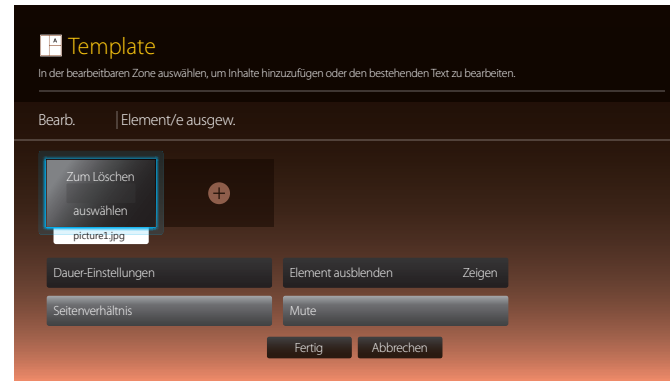 Template
In der bearbeitbaren Zone auswählen, um Inhalte hinzuzufügen oder den bestehenden Text zu bearbeiten.
Bearb. Element/e ausgew.
Zum Löschen
auswählen
picture1.jpg
Dauer-Einstellungen Element ausblenden Zeigen
Seitenverhältnis Mute
Fertig Abbrechen